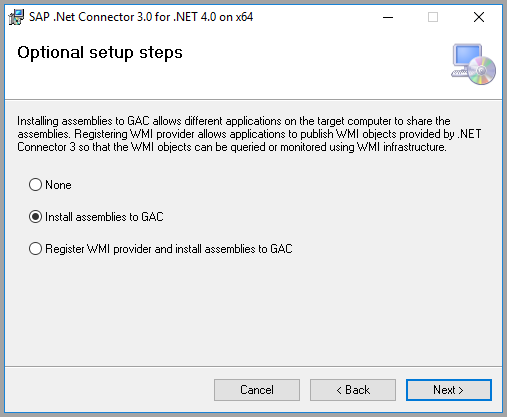 SAP .Net Connector 3.0 for .NET 4.0 on x64
Optional setup steps
Installing assemblies to GAC allows different applications on the target computer to share the
assemblies. Registering WMI provider allows applications to publish WMI objects provided by .NET
Connector 3 so that the WMI objects can be queried or monitored using WMI infrastructure.
None
Install assemblies to GAC
Register WMI provider and install assemblies to GAC
Cancel < Back Next >